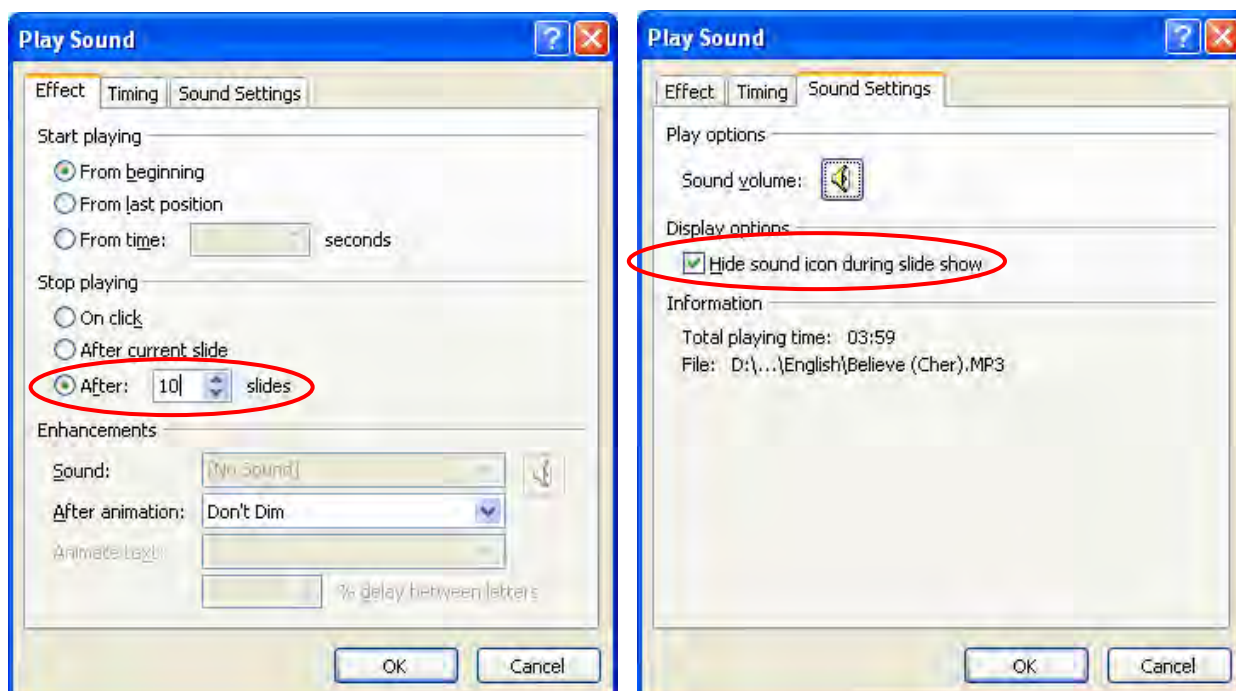 Play Sound
Effect Timing Sound Settings
Start playing
From beginning
From last position
From time: seconds
Stop playing
On click
After current slide
After: 10 slides
Enhancements
Sound: [No Sound]
After animation: Don't Dim
Animate text:
% delay between letters
OK Cancel
Play Sound
Effect Timing Sound Settings
Play options
Sound volume:
Display options
Hide sound icon during slide show
Information
Total playing time: 03:59
File: D:\...\English\Believe (Cher).MP3
OK Cancel